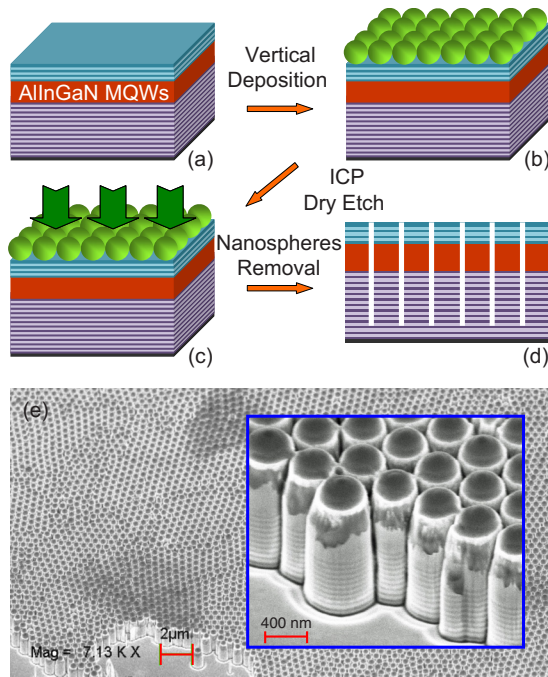 AlInGaN MQWs
(a)
Vertical
Deposition
(b)
ICP
Dry Etch
Nanospheres
Removal
(c)
(d)
(e)
Mag = 7.13 K X
2µm
400 nm